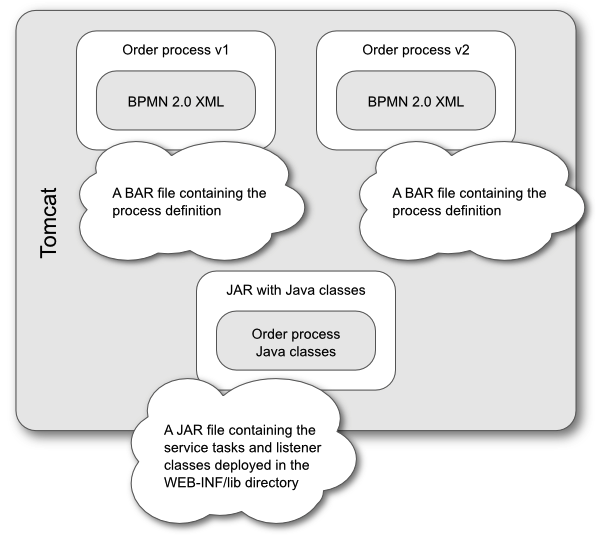 Order process v1
BPMN 2.0 XML
A BAR file containing the
process definition
Order process v2
BPMN 2.0 XML
A BAR file containing the
process definition
Tomcat
JAR with Java classes
Order process
Java classes
A JAR file containing the
service tasks and listener
classes deployed in the
WEB-INF/lib directory